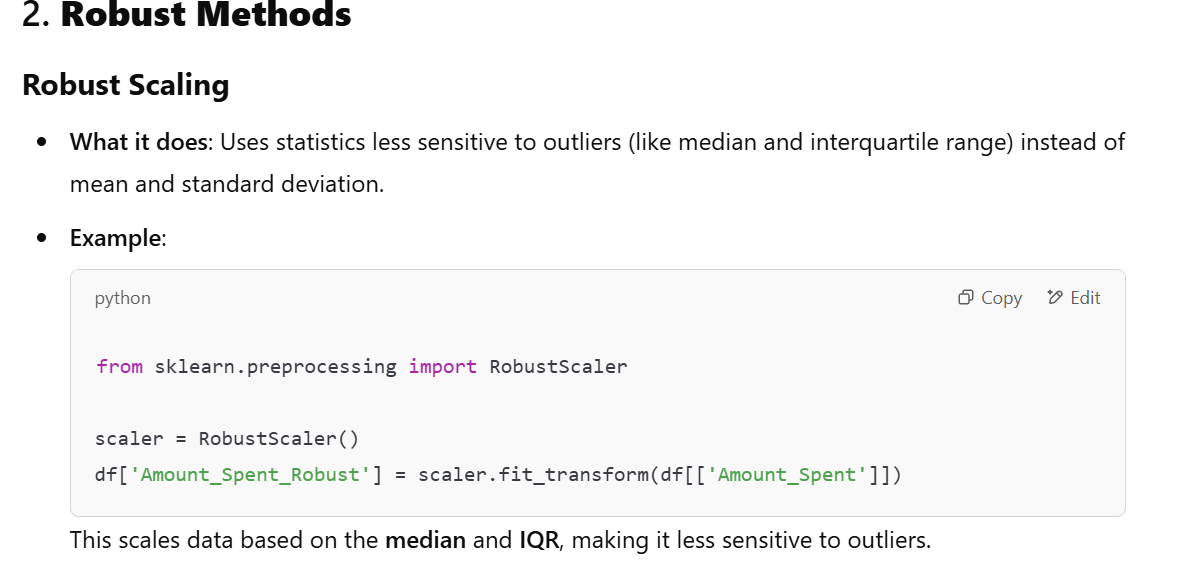 2. Robust Methods
Robust Scaling
• What it does: Uses statistics less sensitive to outliers (like median and interquartile range) instead of
mean and standard deviation.
• Example:
python
Copy
Edit
from sklearn.preprocessing import RobustScaler
scaler = RobustScaler()
df['Amount_Spent_Robust'] = scaler.fit_transform(df[['Amount_Spent']])
This scales data based on the median and IQR, making it less sensitive to outliers.